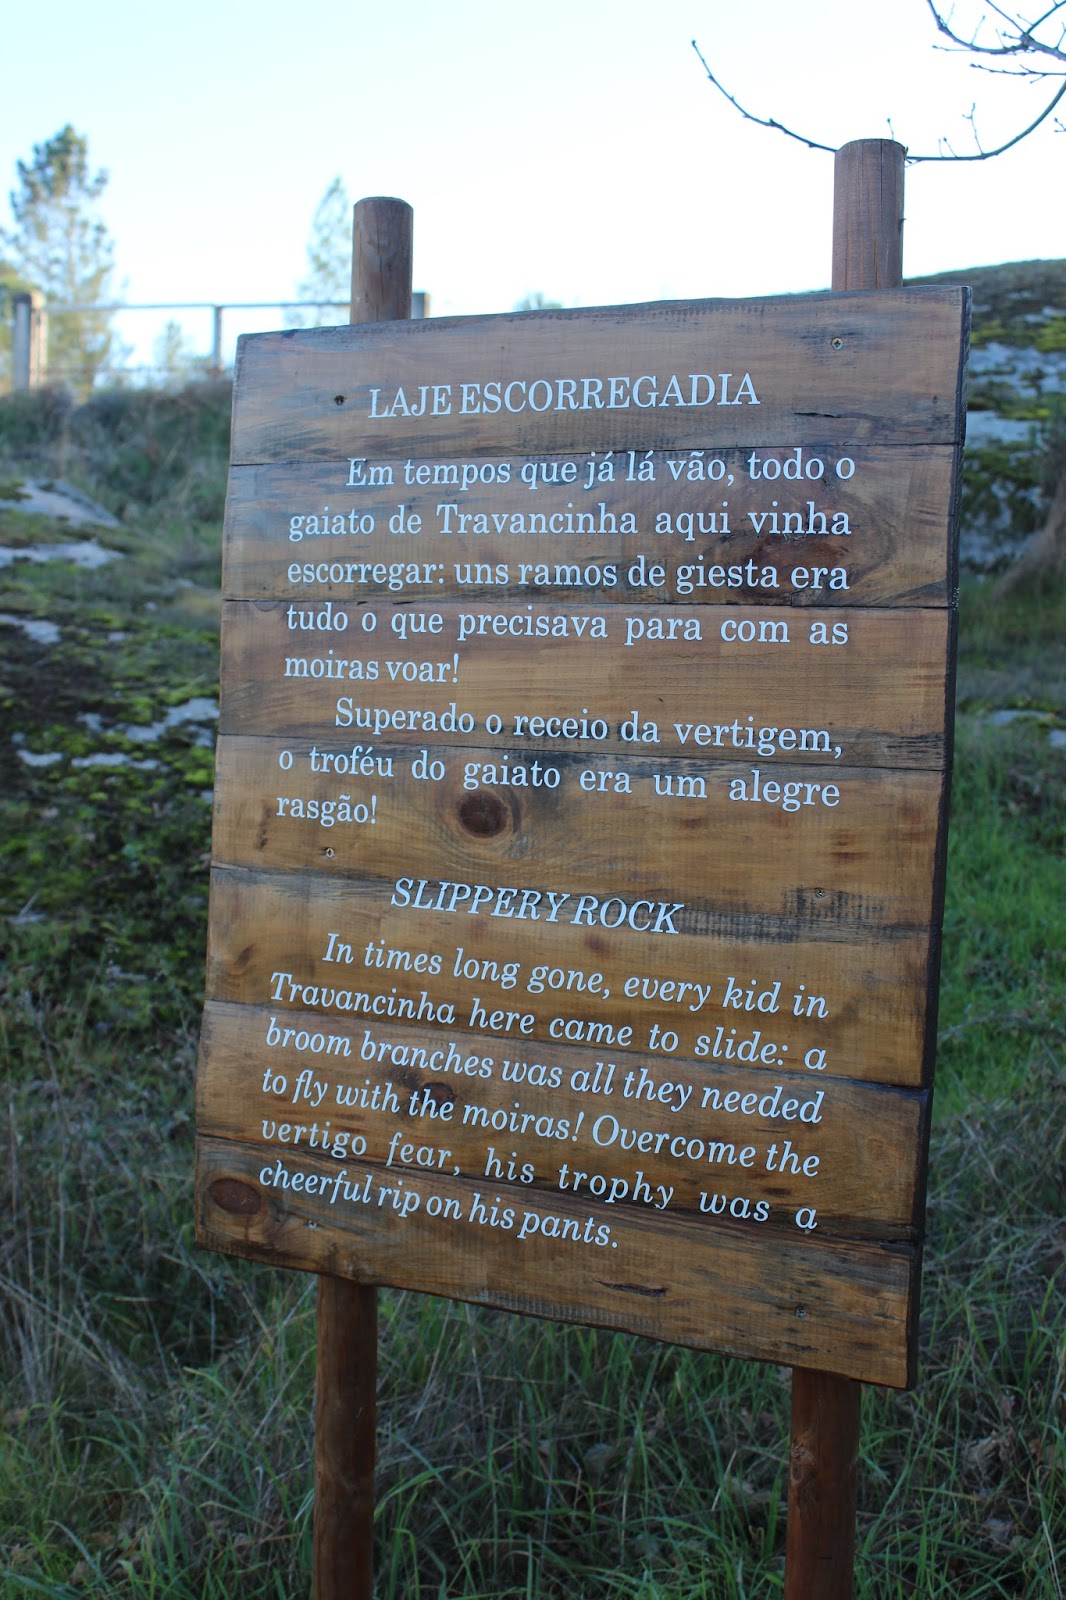 LAJE ESCORREGADIA
Em tempos que já lá vão, todo o
gaiato de Travancinha aqui vinha
escorregar: uns ramos de giesta era
tudo o que precisava para com as
moiras voar!
Superado o receio da vertigem,
o troféu do gaiato era um alegre
rasgão!
SLIPPERY ROCK
In times long gone, every kid in
Travancinha here came to slide: a
broom branches was all they needed
to fly with the moiras! Overcome the
vertigo fear, his trophy was a
cheerful rip on his pants.